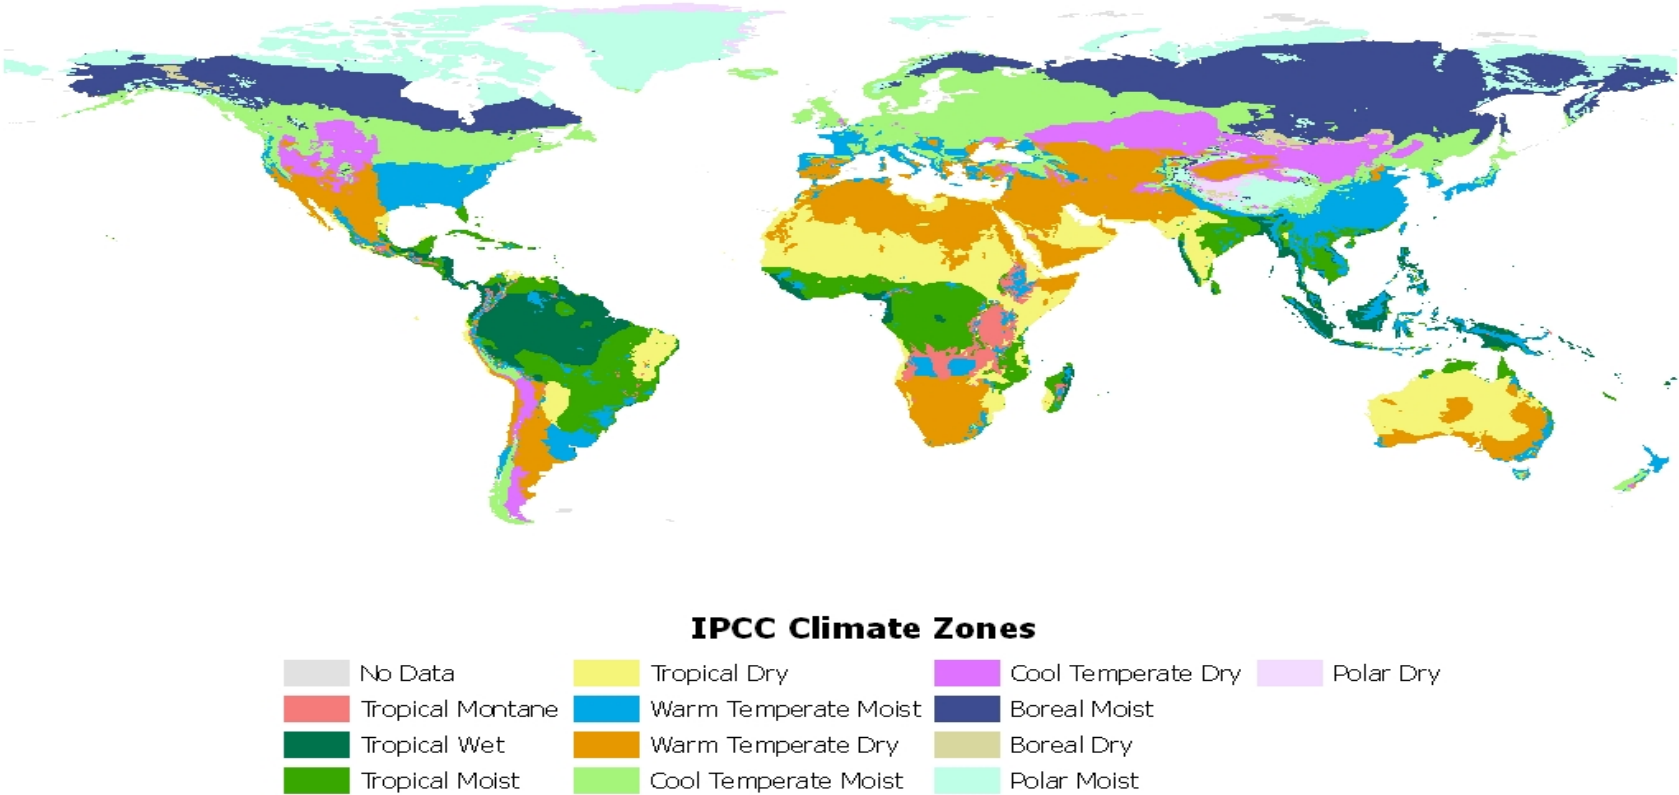 IPCC Climate Zones
No Data
Tropical Dry
Cool Temperate Dry
Polar Dry
Tropical Montane
Warm Temperate Moist
Boreal Moist
Tropical Wet
Warm Temperate Dry
Boreal Dry
Tropical Moist
Cool Temperate Moist
Polar Moist